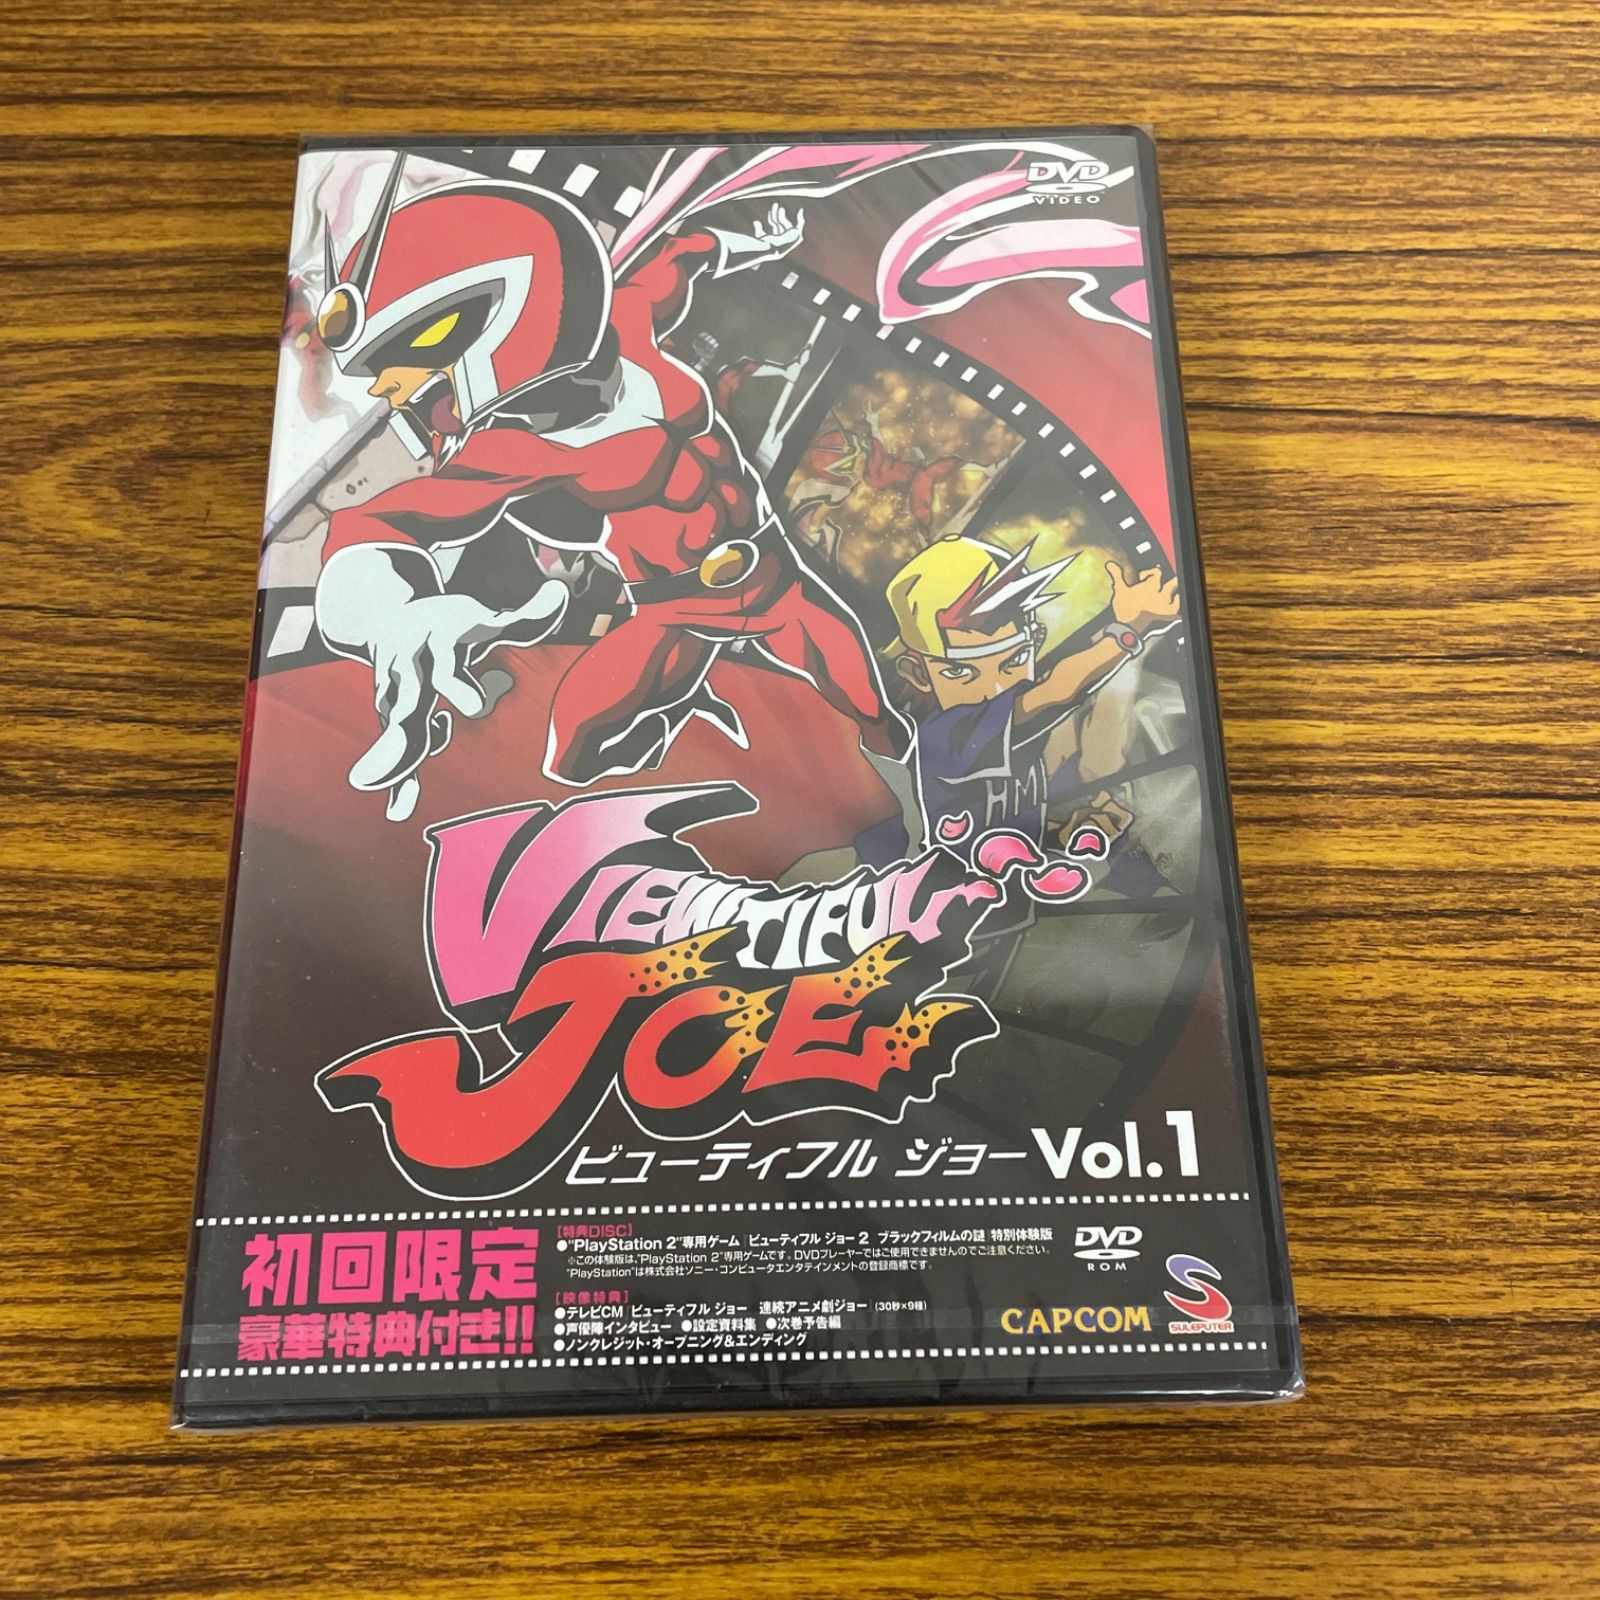 DVD
VIDEO
HM
VIEWTIFUL
JOE
ビューティフル ジョー Vol.1
初回限定
豪華特典付き!!
[特典DISC]
●"PlayStation 2"専用ゲーム「ビューティフル ジョー2 ブラックフィルムの謎」特別体験版
※この体験版は、"PlayStation 2"専用ゲームです。DVDプレーヤーではご使用できませんのでご注意ください。
"PlayStation"は株式会社ソニー・コンピュータエンタテインメントの登録商標です。
[映像特典]
●テレビCM「ビューティフル ジョー 連続アニメ劇ジョー」(30秒×9種)
●声優陣インタビュー ●設定資料集 ●次巻予告編
●ノンクレジット・オープニング&エンディング
DVD
ROM
CAPCOM
SULEPUTER